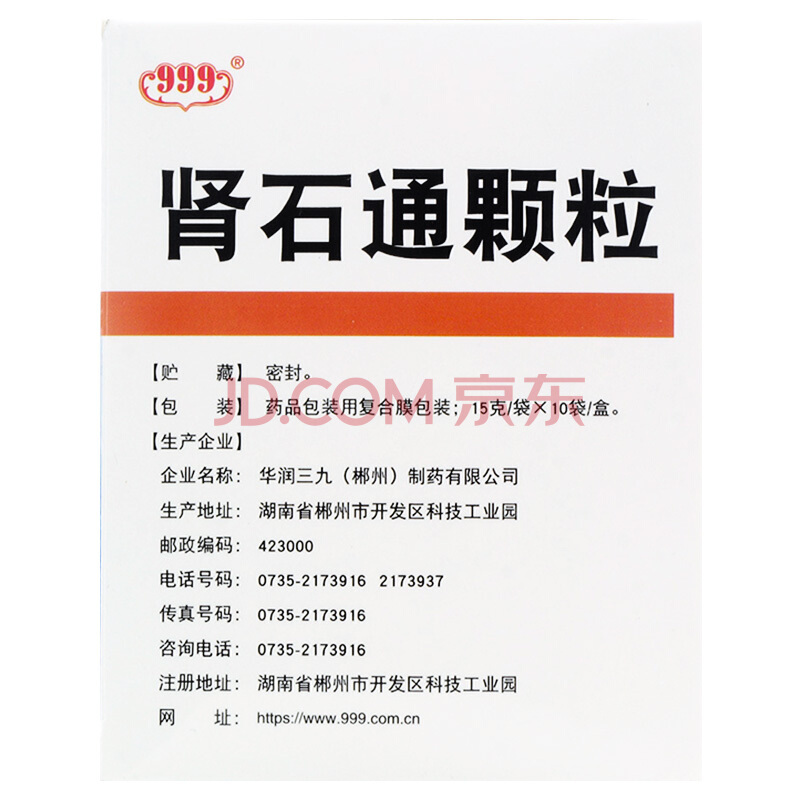 999®
肾石通颗粒
【贮 藏】 密封。
JD.COM 京东
【包 装】 药品包装用复合膜包装；15克/袋×10袋/盒。
【生产企业】
企业名称：华润三九（郴州）制药有限公司
生产地址：湖南省郴州市开发区科技工业园
邮政编码：423000
电话号码：0735-2173916 2173937
传真号码：0735-2173916
咨询电话：0735-2173916
注册地址：湖南省郴州市开发区科技工业园
网 址：https://www.999.com.cn